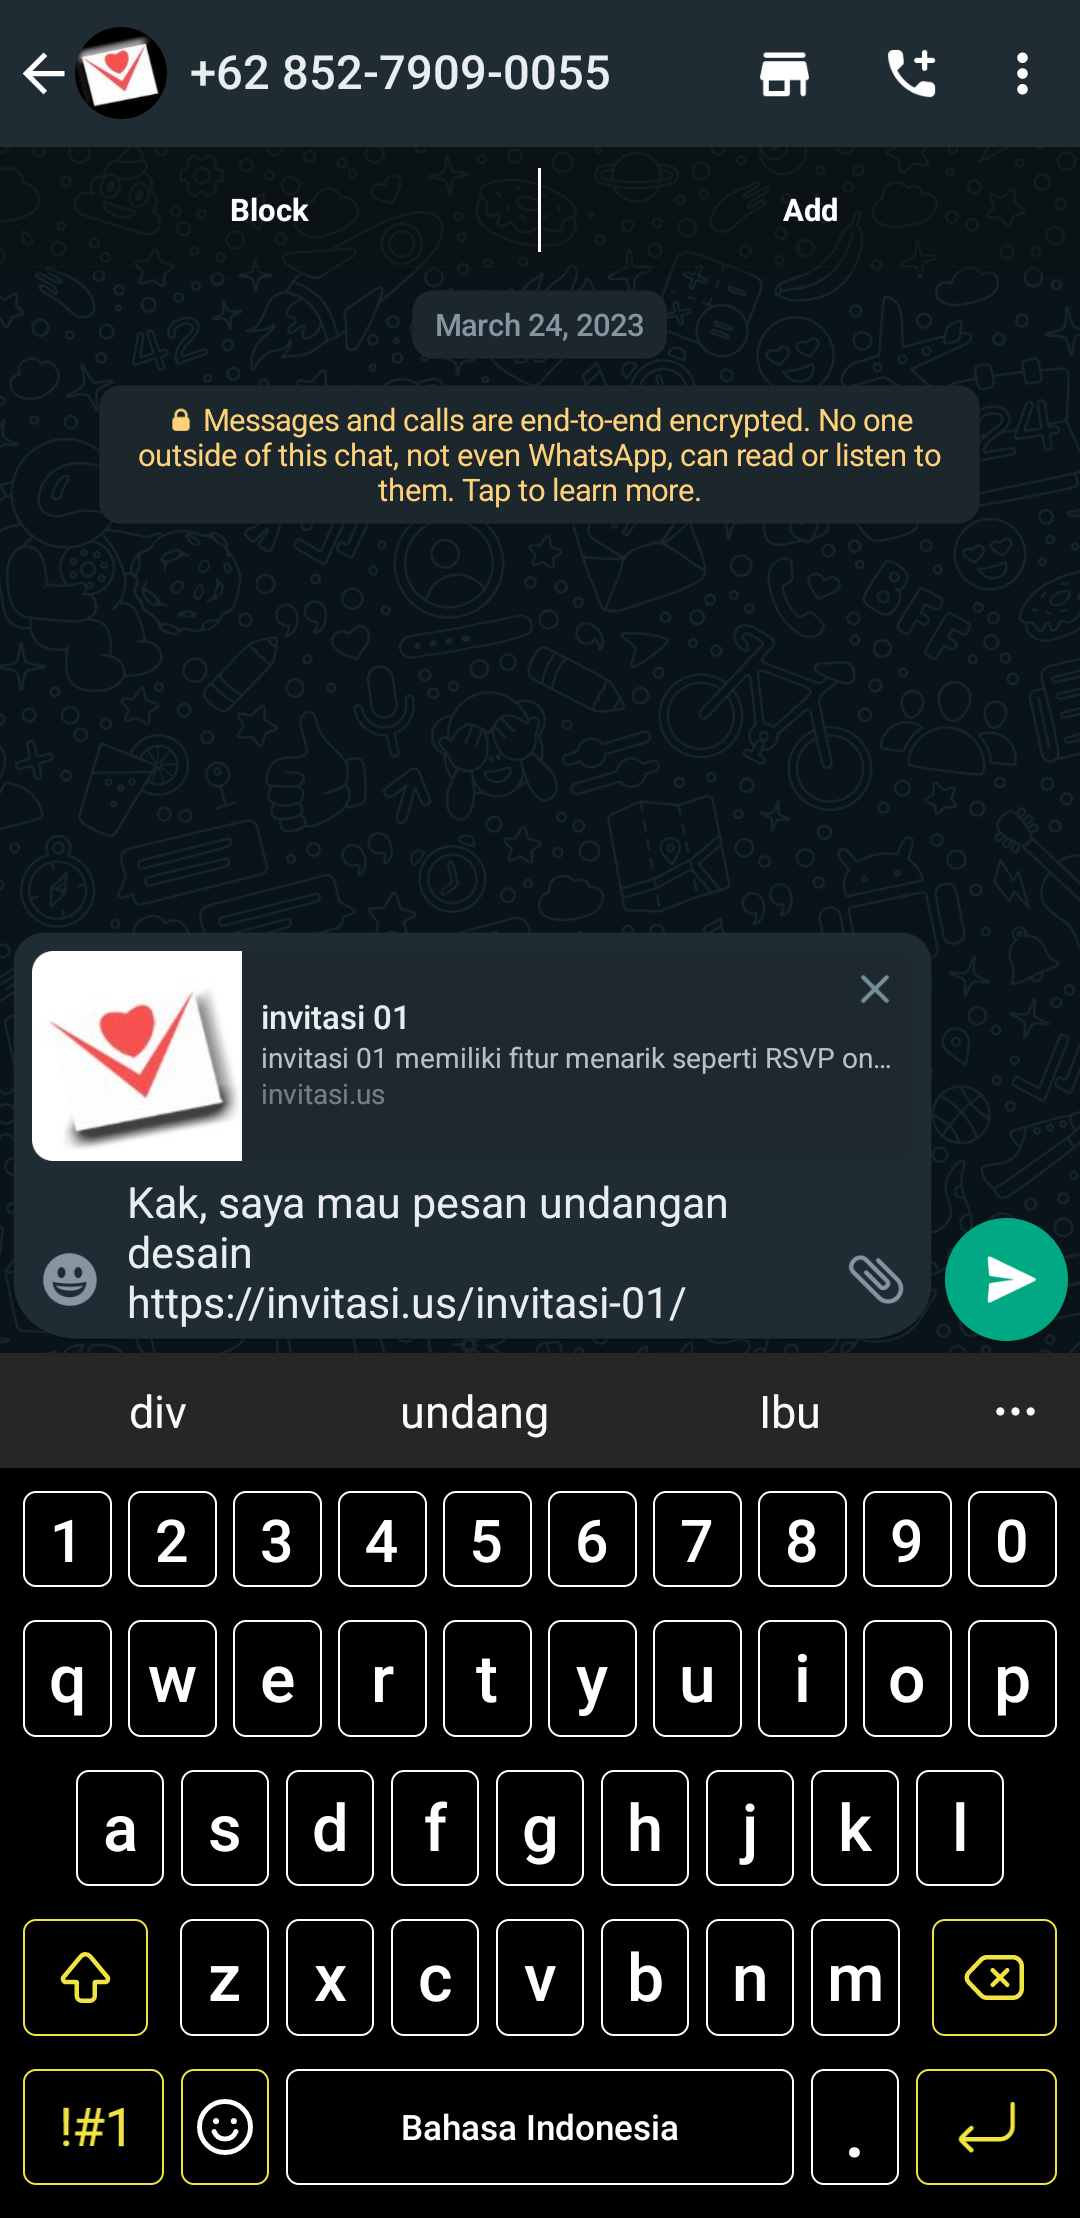 +62 852-7909-0055
Block
Add
March 24, 2023
Messages and calls are end-to-end encrypted. No one
outside of this chat, not even WhatsApp, can read or listen to
them. Tap to learn more.
invitasi 01
invitasi 01 memiliki fitur menarik seperti RSVP on...
invitasi.us
Kak, saya mau pesan undangan
desain
https://invitasi.us/invitasi-01/
div undang Ibu
1 2 3 4 5 6 7 8 9 0
q w e r t y u i o p
a s d f g h j k l
z x c v b n m
!#1 Bahasa Indonesia .